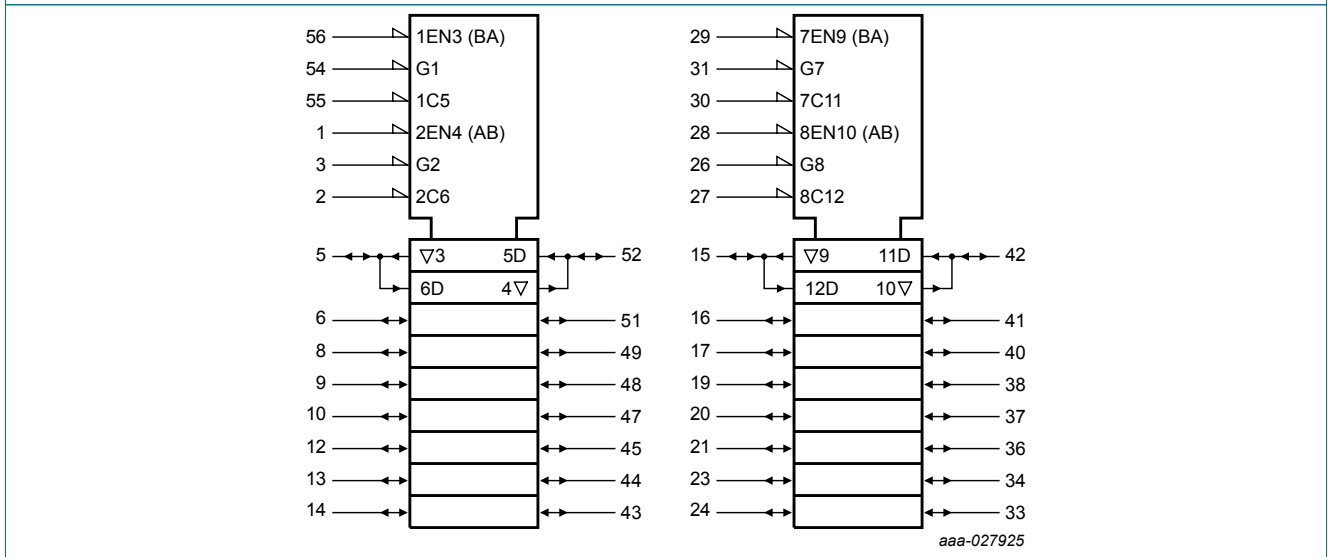 56 1EN3 (BA)
54 G1
55 1C5
1 2EN4 (AB)
3 G2
2 2C6
5 ▽3 5D 52
6D 4▽
6 51
8 49
9 48
10 47
12 45
13 44
14 43
29 7EN9 (BA)
31 G7
30 7C11
28 8EN10 (AB)
26 G8
27 8C12
15 ▽9 11D 42
12D 10▽
16 41
17 40
19 38
20 37
21 36
23 34
24 33
aaa-027925